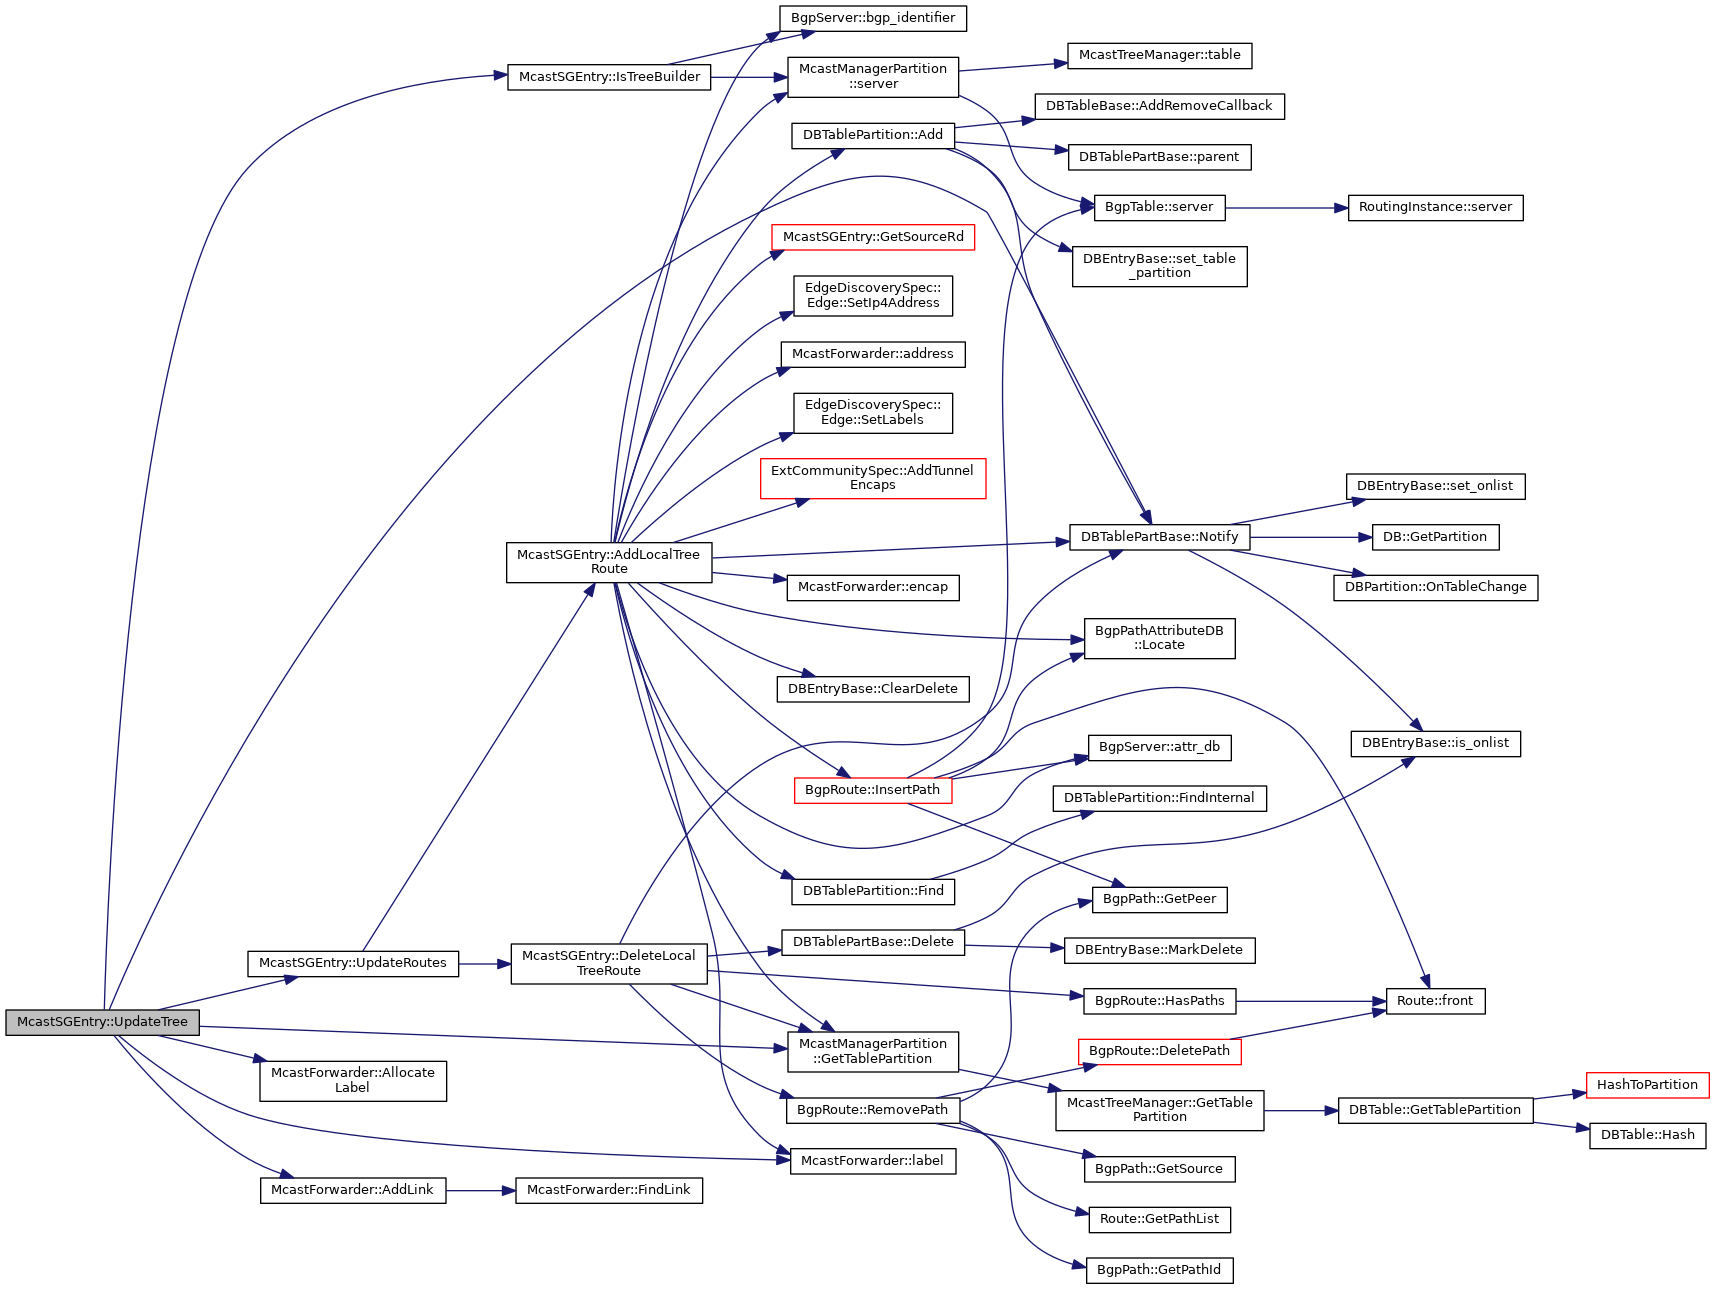 BgpServer::bgp_identifier
McastTreeManager::table
McastSGEntry::IsTreeBuilder
McastManagerPartition
::server
DBTableBase::AddRemoveCallback
DBTablePartition::Add
DBTablePartBase::parent
BgpTable::server
RoutingInstance::server
McastSGEntry::GetSourceRd
DBEntryBase::set_table
_partition
EdgeDiscoverySpec::
Edge::SetIp4Address
McastForwarder::address
EdgeDiscoverySpec::
Edge::SetLabels
ExtCommunitySpec::AddTunnel
Encaps
DBEntryBase::set_onlist
DBTablePartBase::Notify
DB::GetPartition
McastSGEntry::AddLocalTree
Route
McastForwarder::encap
DBPartition::OnTableChange
BgpPathAttributeDB
::Locate
DBEntryBase::ClearDelete
BgpServer::attr_db
DBEntryBase::is_onlist
BgpRoute::InsertPath
DBTablePartition::FindInternal
DBTablePartition::Find
BgpPath::GetPeer
DBTablePartBase::Delete
DBEntryBase::MarkDelete
McastSGEntry::UpdateRoutes
McastSGEntry::DeleteLocal
TreeRoute
BgpRoute::HasPaths
Route::front
McastSGEntry::UpdateTree
McastManagerPartition
::GetTablePartition
BgpRoute::DeletePath
McastForwarder::Allocate
Label
HashToPartition
BgpRoute::RemovePath
McastTreeManager::GetTable
Partition
DBTable::GetTablePartition
DBTable::Hash
McastForwarder::label
BgpPath::GetSource
McastForwarder::AddLink
McastForwarder::FindLink
Route::GetPathList
BgpPath::GetPathId